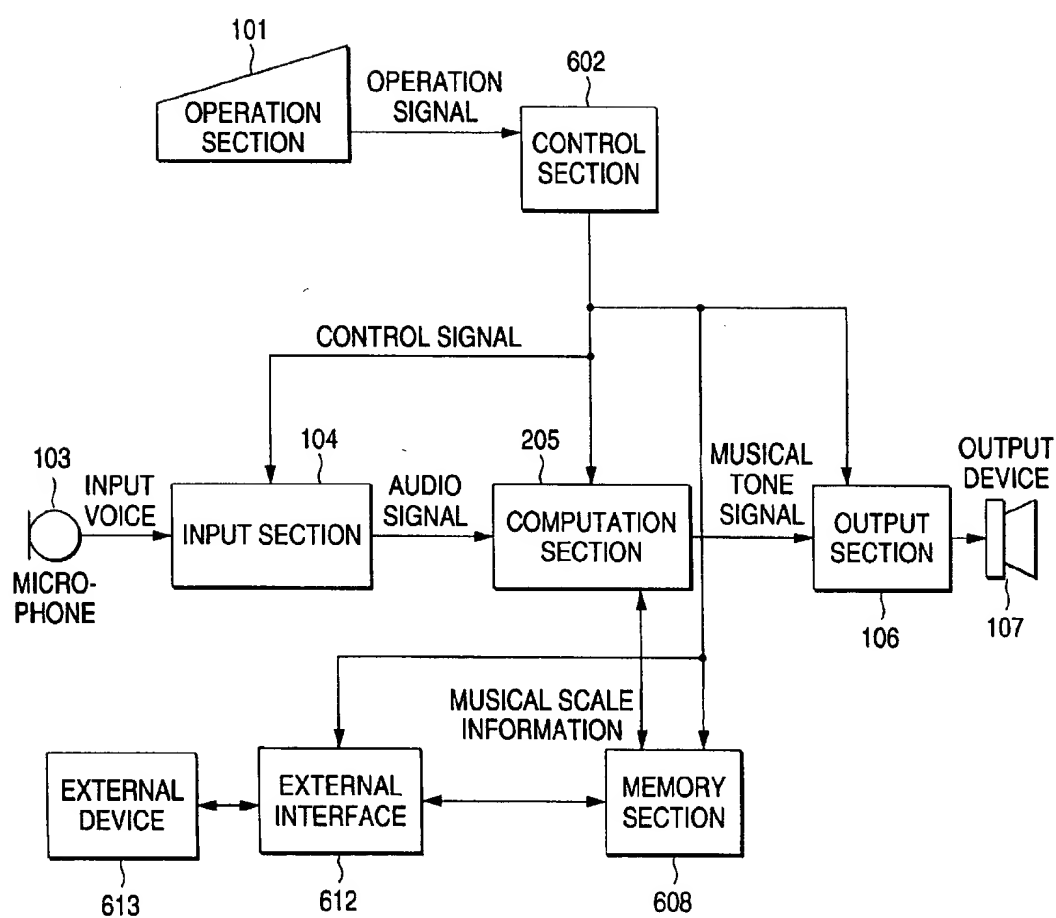 101
OPERATION
SECTION
OPERATION
SIGNAL
602
CONTROL
SECTION
CONTROL SIGNAL
103
INPUT
VOICE
MICRO-
PHONE
104
INPUT SECTION
AUDIO
SIGNAL
205
COMPUTATION
SECTION
MUSICAL
TONE
SIGNAL
OUTPUT
SECTION
106
OUTPUT
DEVICE
107
MUSICAL SCALE
INFORMATION
EXTERNAL
DEVICE
613
EXTERNAL
INTERFACE
612
MEMORY
SECTION
608